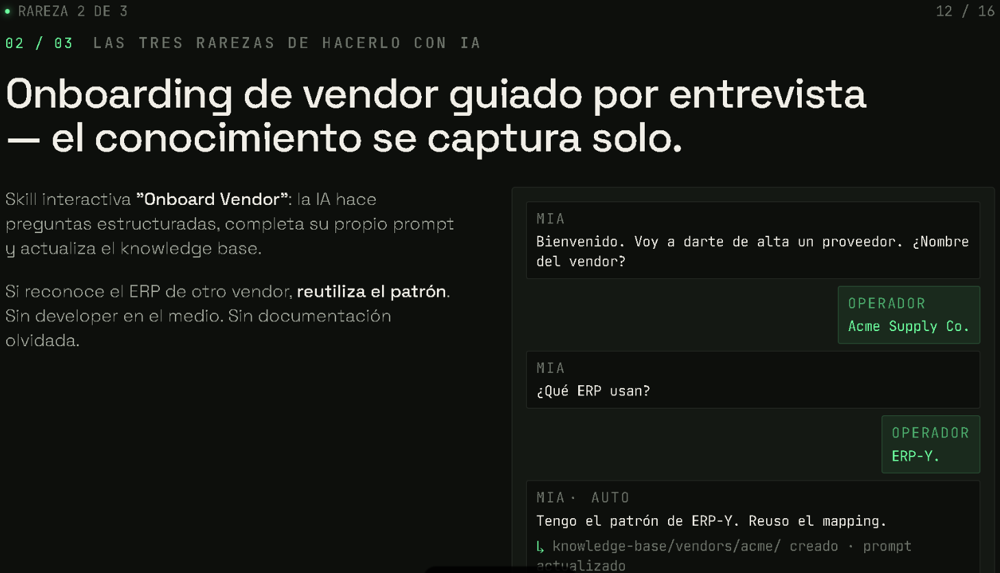 RAREZA 2 DE 3
12 / 16
02 / 03 LAS TRES RAREZAS DE HACERLO CON IA
Onboarding de vendor guiado por entrevista
— el conocimiento se captura solo.
Skill interactiva ”Onboard Vendor”: la IA hace
preguntas estructuradas, completa su propio prompt
y actualiza el knowledge base.
Si reconoce el ERP de otro vendor, reutiliza el patrón.
Sin developer en el medio. Sin documentación
olvidada.
MIA
Bienvenido. Voy a darte de alta un proveedor. ¿Nombre
del vendor?
OPERADOR
Acme Supply Co.
MIA
¿Qué ERP usan?
OPERADOR
ERP-Y.
MIA · AUTO
Tengo el patrón de ERP-Y. Reuso el mapping.
↳ knowledge-base/vendors/acme/ creado · prompt
actualizado